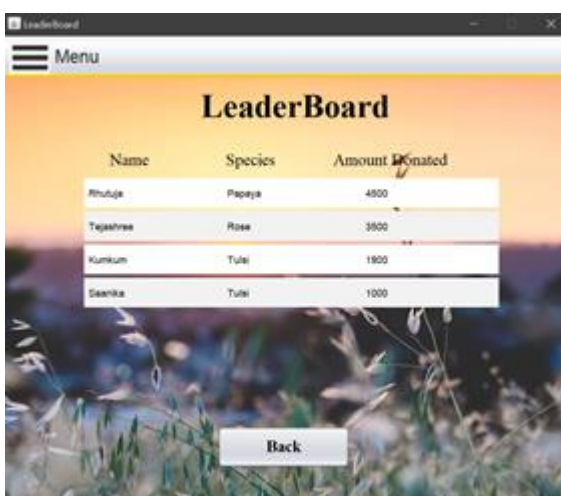 LeaderBoard
Menu
LeaderBoard
Name Species Amount Donated
Rhutuja Papaya 4500
Tejashree Rose 3500
Kumkum Tulsi 1900
Saanika Tulsi 1000
Back